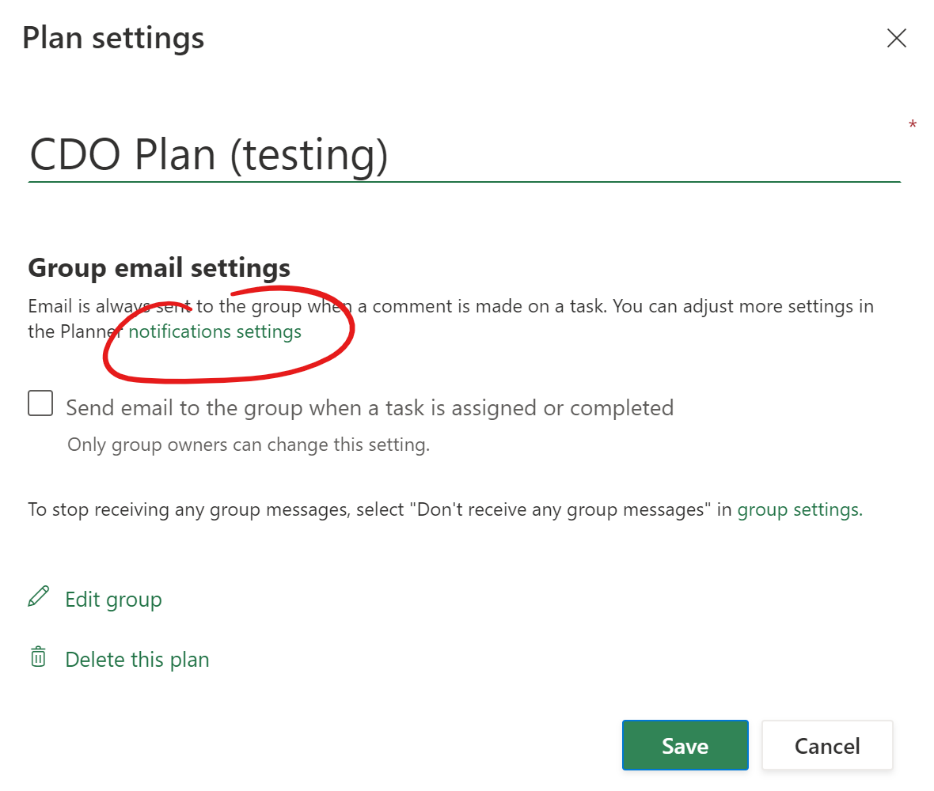 Plan settings
*
CDO Plan (testing)
Group email settings
Email is always sent to the group when a comment is made on a task. You can adjust more settings in
the Planner notifications settings
Send email to the group when a task is assigned or completed
Only group owners can change this setting.
To stop receiving any group messages, select "Don't receive any group messages" in group settings.
Edit group
Delete this plan
Save Cancel